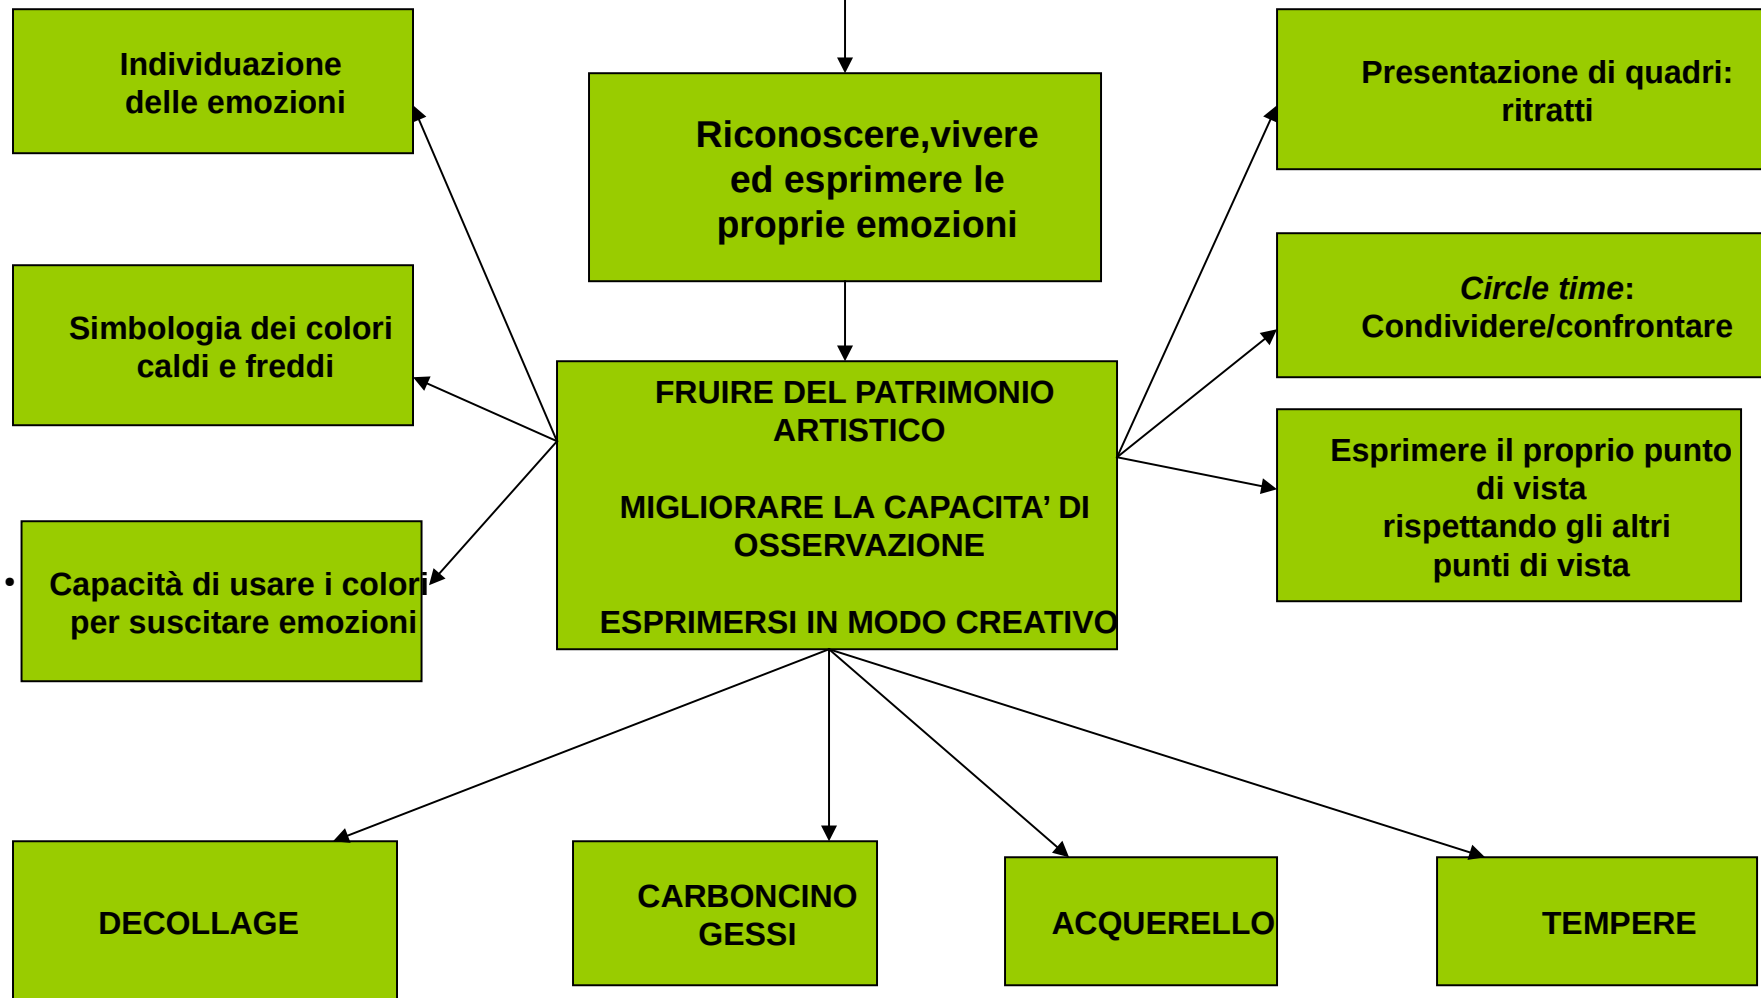 Individuazione
delle emozioni
Riconoscere,vivere
ed esprimere le
proprie emozioni
Presentazione di quadri:
ritratti
Simbologia dei colori
caldi e freddi
Circle time:
Condividere/confrontare
FRUIRE DEL PATRIMONIO
ARTISTICO
MIGLIORARE LA CAPACITA’ DI
OSSERVAZIONE
ESPRIMERSI IN MODO CREATIVO
Esprimere il proprio punto
di vista
rispettando gli altri
punti di vista
• Capacità di usare i colori
per suscitare emozioni
DECOLLAGE
CARBONCINO
GESSI
ACQUERELLO
TEMPERE